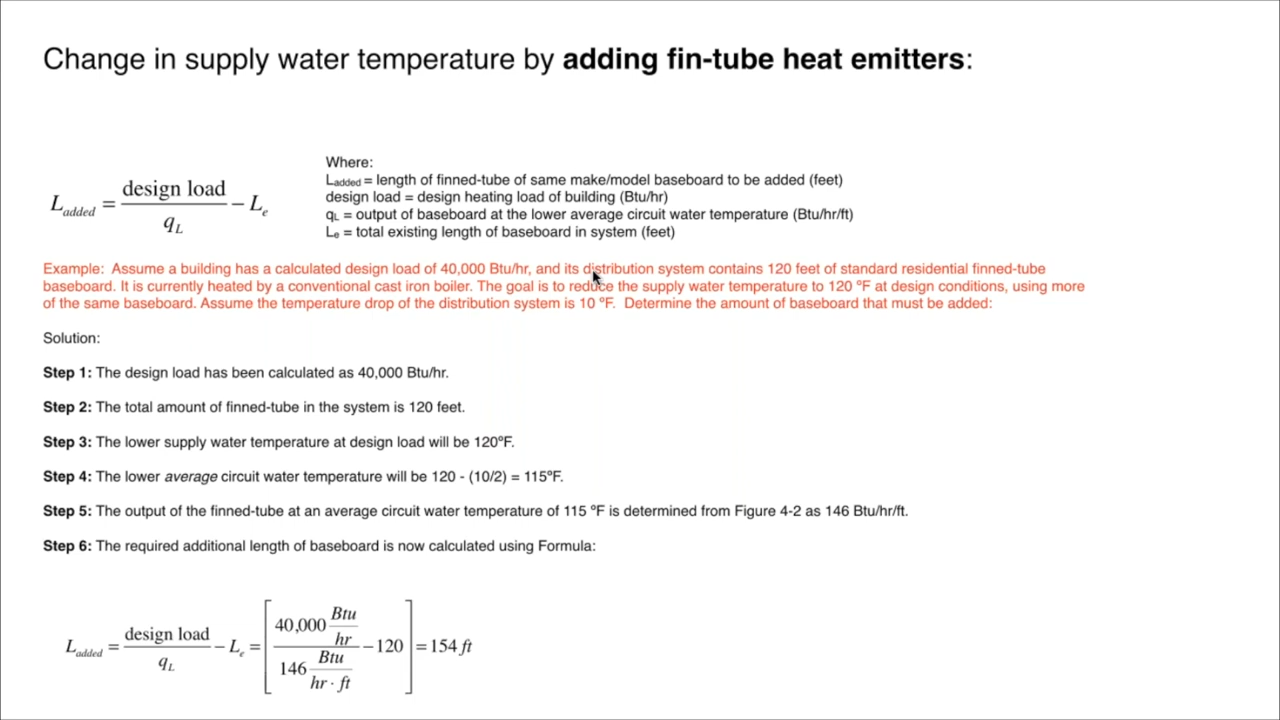 Change in supply water temperature by adding fin-tube heat emitters:
L_added = design load / q_L − L_e
Where:
L_added = length of finned-tube of same make/model baseboard to be added (feet)
design load = design heating load of building (Btu/hr)
q_L = output of baseboard at the lower average circuit water temperature (Btu/hr/ft)
L_e = total existing length of baseboard in system (feet)
Example: Assume a building has a calculated design load of 40,000 Btu/hr, and its distribution system contains 120 feet of standard residential finned-tube
baseboard. It is currently heated by a conventional cast iron boiler. The goal is to reduce the supply water temperature to 120 ºF at design conditions, using more
of the same baseboard. Assume the temperature drop of the distribution system is 10 ºF. Determine the amount of baseboard that must be added:
Solution:
Step 1: The design load has been calculated as 40,000 Btu/hr.
Step 2: The total amount of finned-tube in the system is 120 feet.
Step 3: The lower supply water temperature at design load will be 120ºF.
Step 4: The lower average circuit water temperature will be 120 - (10/2) = 115ºF.
Step 5: The output of the finned-tube at an average circuit water temperature of 115 ºF is determined from Figure 4-2 as 146 Btu/hr/ft.
Step 6: The required additional length of baseboard is now calculated using Formula:
L_added = design load / q_L − L_e = [ 40,000 Btu/hr / 146 Btu/hr · ft − 120 ] = 154 ft